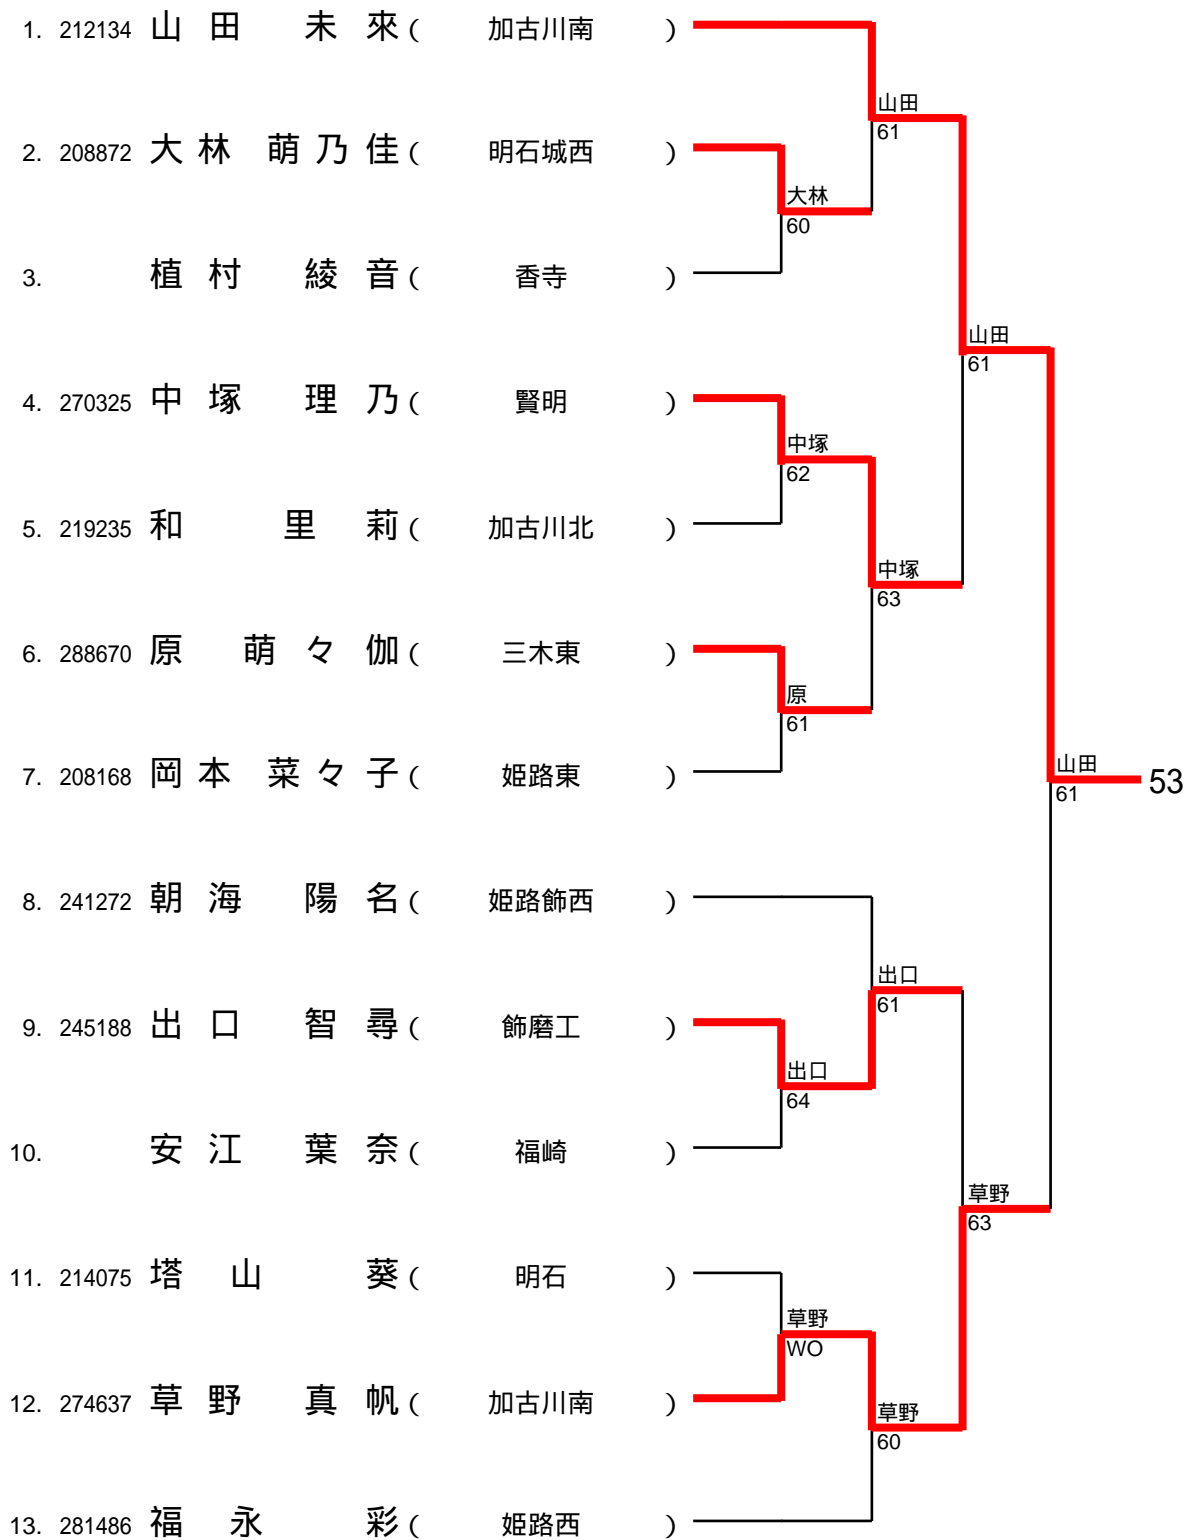 1. 212134 山 田 未 來 ( 加古川南 )
山田
61
2. 208872 大 林 萌 乃 佳 ( 明石城西 )
大林
60
3. 植 村 綾 音 ( 香寺 )
山田
61
4. 270325 中 塚 理 乃 ( 賢明 )
中塚
62
5. 219235 和 里 莉 ( 加古川北 )
中塚
63
6. 288670 原 萌 々 伽 ( 三木東 )
原
61
7. 208168 岡 本 菜 々 子 ( 姫路東 )
山田
61
53
8. 241272 朝 海 陽 名 ( 姫路飾西 )
出口
61
9. 245188 出 口 智 尋 ( 飾磨工 )
出口
64
10. 安 江 葉 奈 ( 福崎 )
草野
63
11. 214075 塔 山 葵 ( 明石 )
草野
WO
12. 274637 草 野 真 帆 ( 加古川南 )
草野
60
13. 281486 福 永 彩 ( 姫路西 )